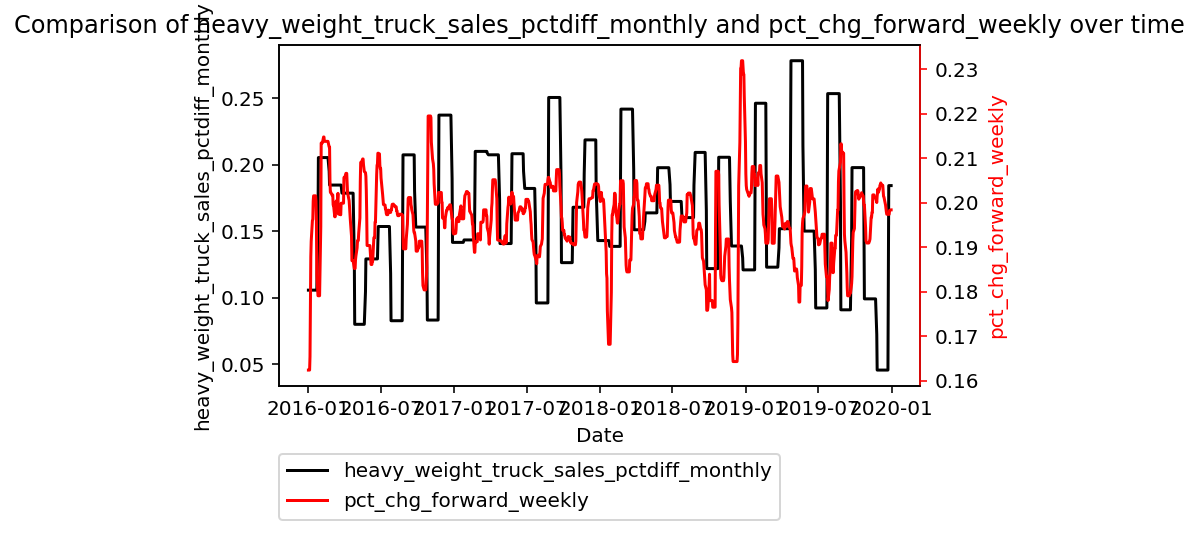 Comparison of heavy_weight_truck_sales_pctdiff_monthly and pct_chg_forward_weekly over time
heavy_weight_truck_sales_pctdiff_monthly
0.25
0.20
0.15
0.10
0.05
0.23
0.22
0.21
0.20
0.19
0.18
0.17
0.16
pct_chg_forward_weekly
2016-01 2016-07 2017-01 2017-07 2018-01 2018-07 2019-01 2019-07 2020-01
Date
heavy_weight_truck_sales_pctdiff_monthly
pct_chg_forward_weekly